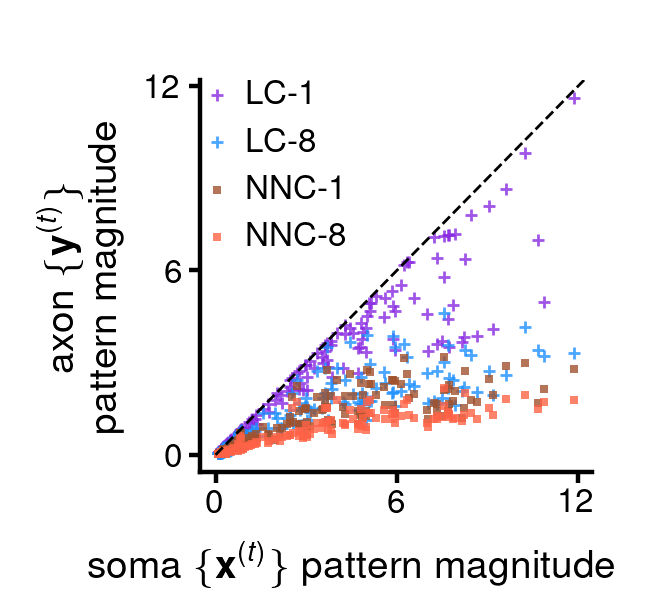 12
6
0
0
6
12
LC-1
LC-8
NNC-1
NNC-8
axon {y^(t)}
pattern magnitude
soma {x^(t)} pattern magnitude